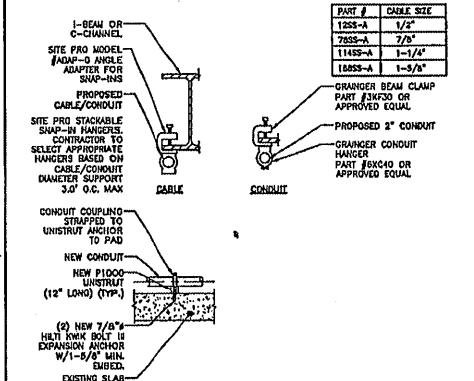 I-BEAM OR
C-CHANNEL
SITE PRO MODEL
#ADAP-O ANGLE
ADAPTER FOR
SNAP-INS
PROPOSED
CABLE/CONDUIT
SITE PRO STACKABLE
SNAP-IN HANGERS.
CONTRACTOR TO
SELECT APPROPRIATE
HANGERS BASED ON
CABLE/CONDUIT
DIAMETER SUPPORT
3.0' O.C. MAX
CABLE
PART # CABLE SIZE
12SS-A 1/2"
78SS-A 7/8"
114SS-A 1-1/4"
158SS-A 1-5/8"
GRANGER BEAM CLAMP
PART #3KF30 OR
APPROVED EQUAL
PROPOSED 2" CONDUIT
GRAINGER CONDUIT
HANGER
PART #6XC40 OR
APPROVED EQUAL
CONDUIT
CONDUIT COUPLING
STRAPPED TO
UNISTRUT ANCHOR
TO PAD
NEW CONDUIT
NEW P1000
UNISTRUT
(12" LONG) (TYP.)
(2) NEW 7/8"ø
HILTI KWIK BOLT III
EXPANSION ANCHOR
W/1-5/8" MIN.
EMBED.
EXISTING SLAB